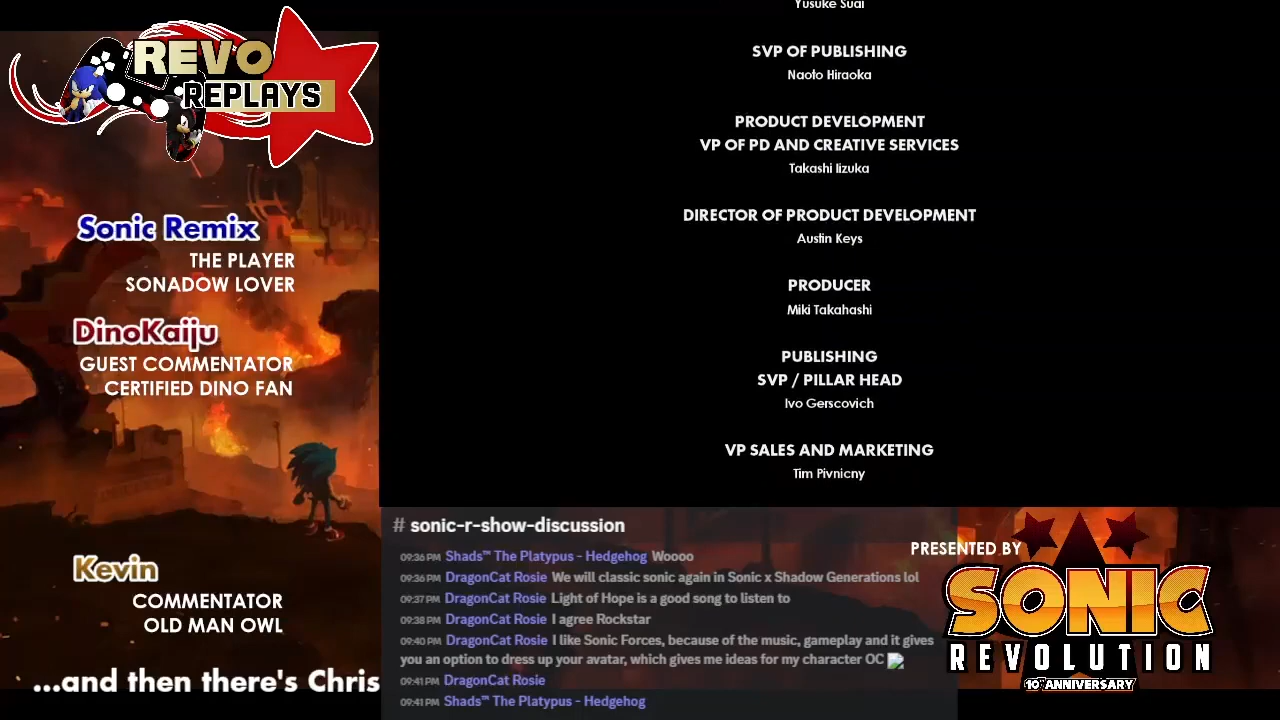 REVO
REPLAYS
Sonic Remix
THE PLAYER
SONADOW LOVER
DinoKaiju
GUEST COMMENTATOR
CERTIFIED DINO FAN
Kevin
COMMENTATOR
OLD MAN OWL
...and then there's Chris
SVP OF PUBLISHING
Naoto Hiraoka
PRODUCT DEVELOPMENT
VP OF PD AND CREATIVE SERVICES
Takashi Iizuka
DIRECTOR OF PRODUCT DEVELOPMENT
Austin Keys
PRODUCER
Miki Takahashi
PUBLISHING
SVP / PILLAR HEAD
Ivo Gerscovich
VP SALES AND MARKETING
Tim Pivnicny
# sonic-r-show-discussion
09:36 PM Shads™ The Platypus - Hedgehog Woooo
09:36 PM DragonCat Rosie We will classic sonic again in Sonic x Shadow Generations lol
09:37 PM DragonCat Rosie Light of Hope is a good song to listen to
09:38 PM DragonCat Rosie I agree Rockstar
09:40 PM DragonCat Rosie I like Sonic Forces, because of the music, gameplay and it gives
you an option to dress up your avatar, which gives me ideas for my character OC
09:41 PM DragonCat Rosie
09:41 PM Shads™ The Platypus - Hedgehog
PRESENTED BY
SONIC
REVOLUTION
10TH ANNIVERSARY